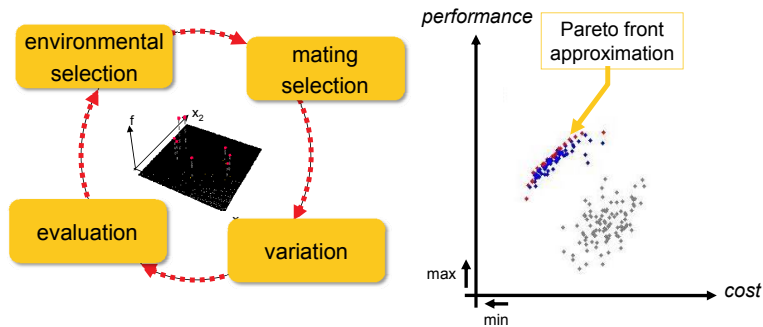 environmental
selection
mating
selection
f
x2
evaluation
variation
performance
Pareto front
approximation
max
min
cost